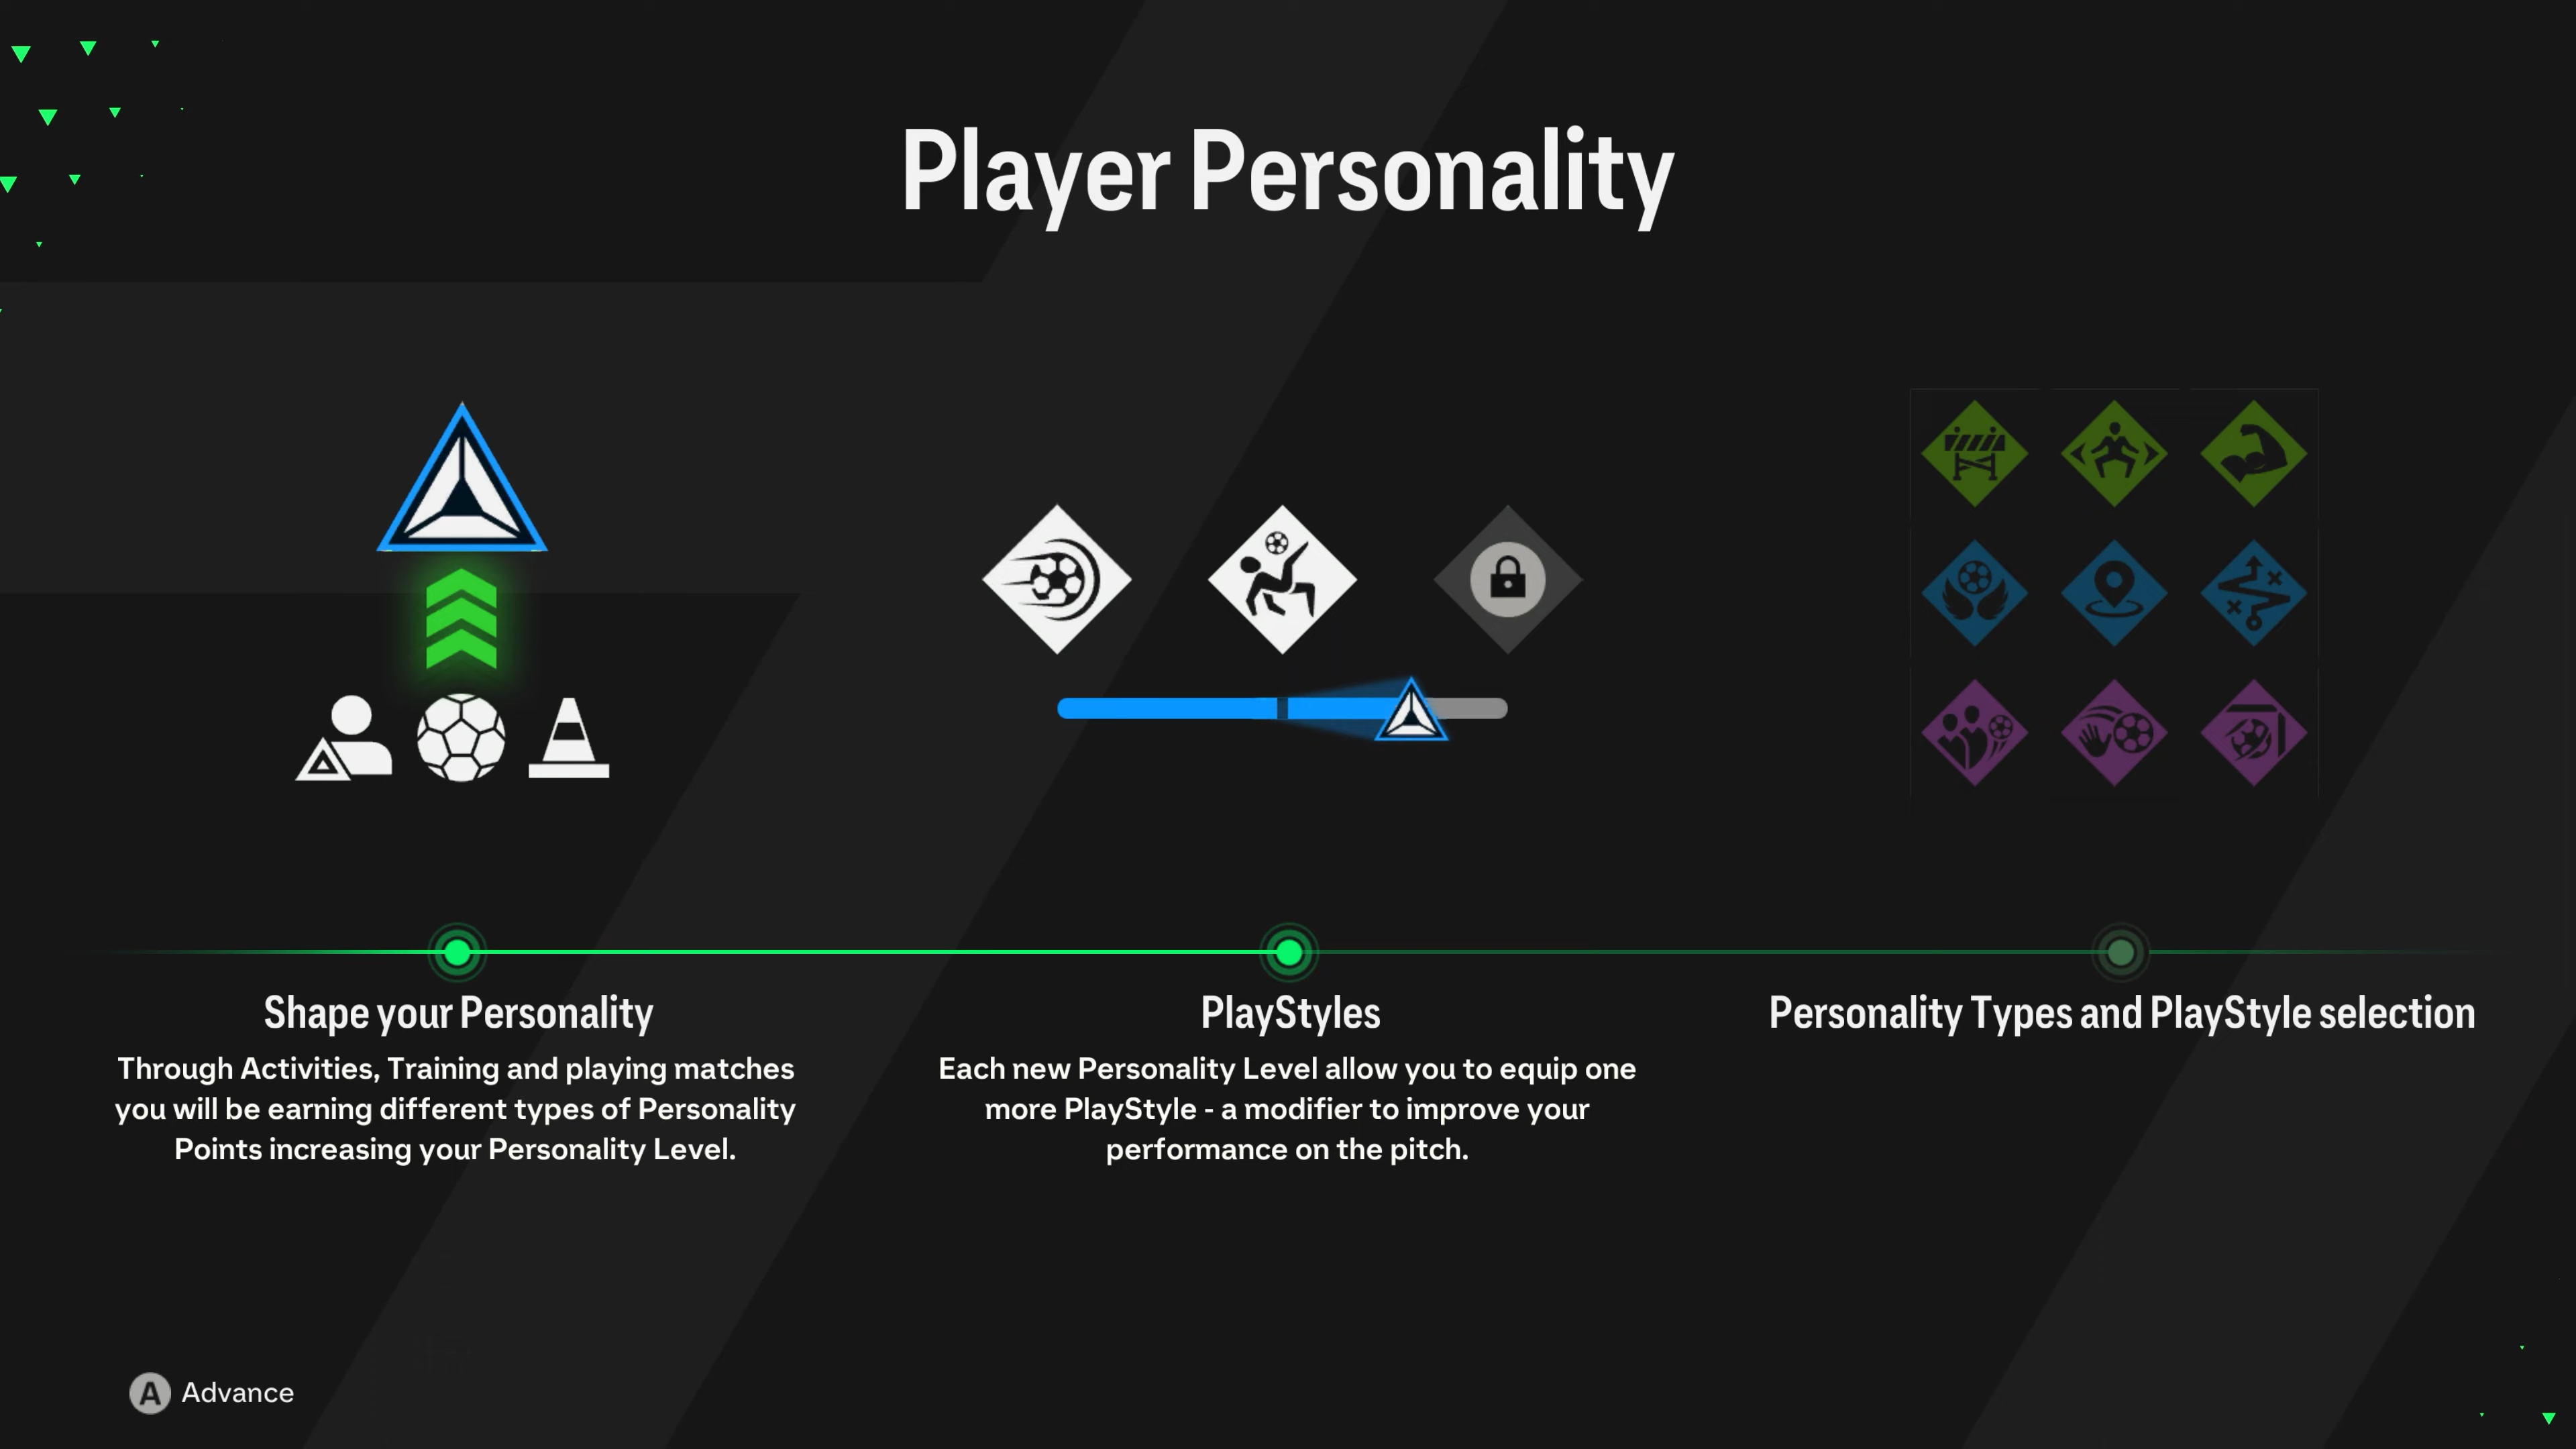 Player Personality
Shape your Personality
Through Activities, Training and playing matches
you will be earning different types of Personality
Points increasing your Personality Level.
PlayStyles
Each new Personality Level allow you to equip one
more PlayStyle - a modifier to improve your
performance on the pitch.
Personality Types and PlayStyle selection
A Advance